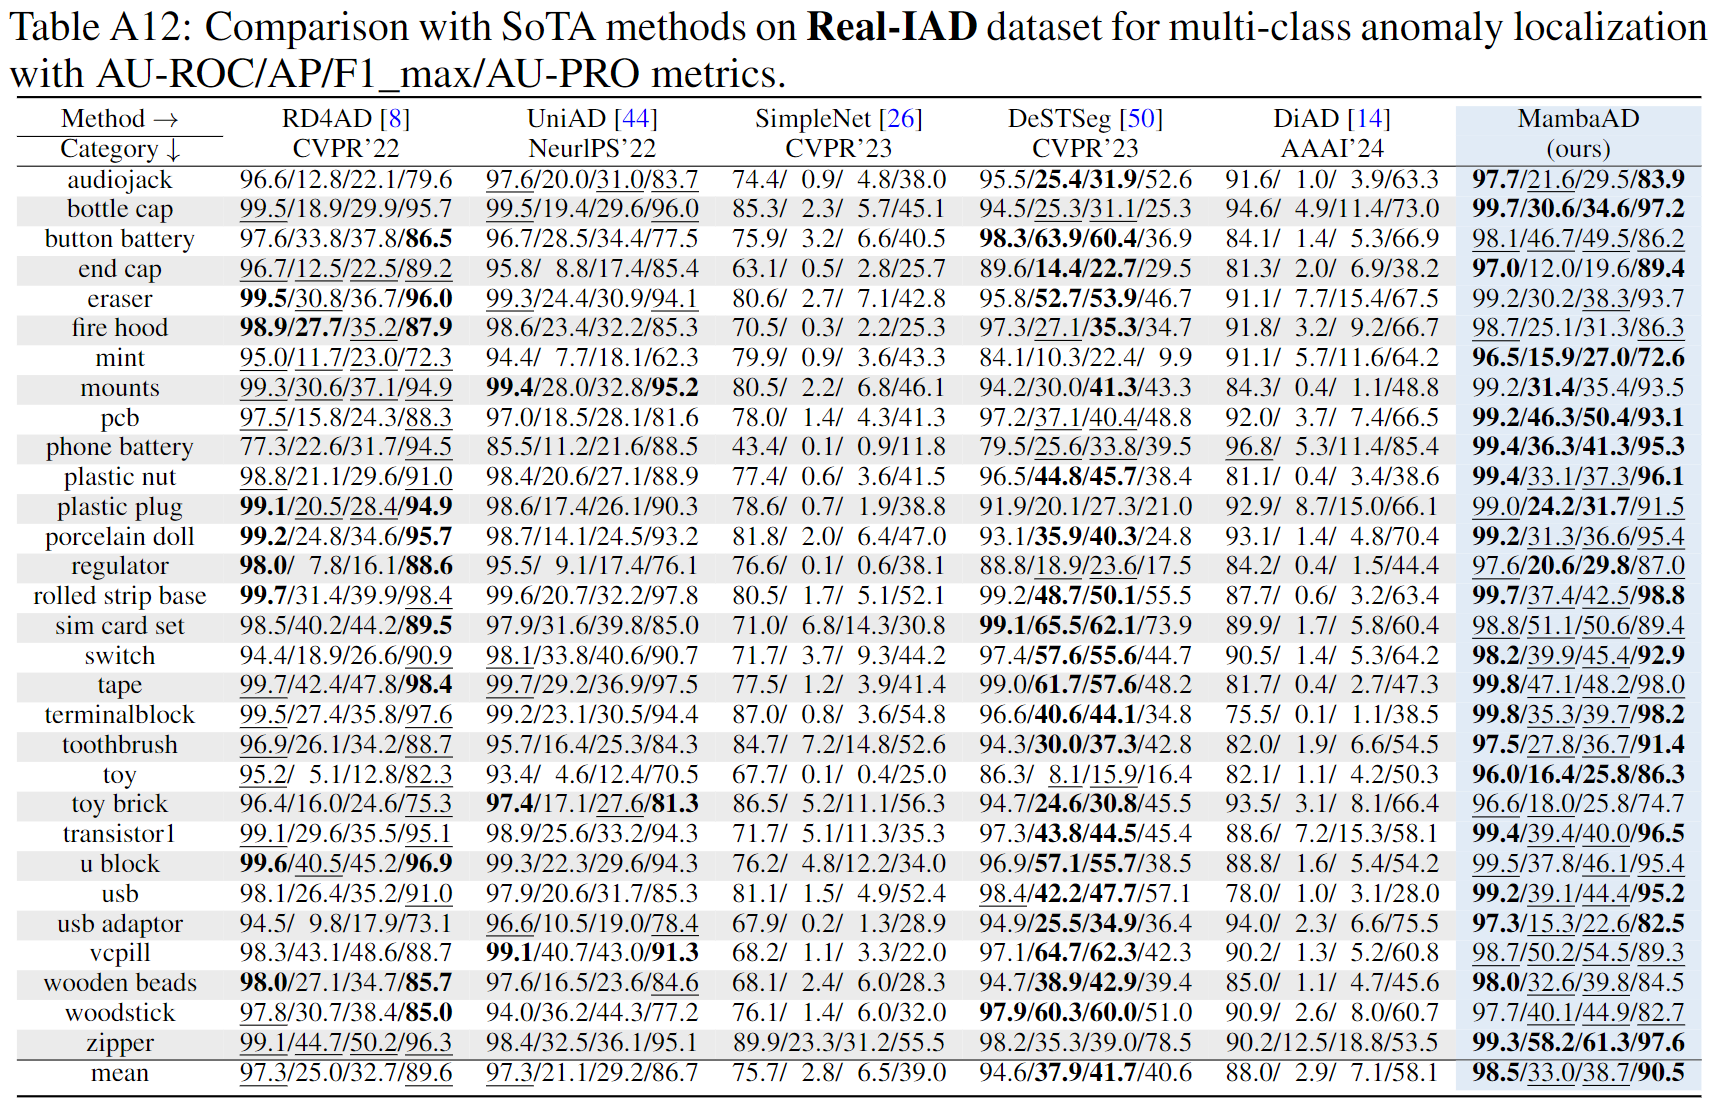 Table A12: Comparison with SoTA methods on Real-IAD dataset for multi-class anomaly localization
with AU-ROC/AP/F1_max/AU-PRO metrics.
Method → RD4AD [8] UniAD [44] SimpleNet [26] DeSTSeg [50] DiAD [14] MambaAD
Category ↓ CVPR'22 NeurlPS'22 CVPR'23 CVPR'23 AAAI'24 (ours)
audiojack 96.6/12.8/22.1/79.6 97.6/20.0/31.0/83.7 74.4/ 0.9/ 4.8/38.0 95.5/25.4/31.9/52.6 91.6/ 1.0/ 3.9/63.3 97.7/21.6/29.5/83.9
bottle cap 99.5/18.9/29.9/95.7 99.5/19.4/29.6/96.0 85.3/ 2.3/ 5.7/45.1 94.5/25.3/31.1/25.3 94.6/ 4.9/11.4/73.0 99.7/30.6/34.6/97.2
button battery 97.6/33.8/37.8/86.5 96.7/28.5/34.4/77.5 75.9/ 3.2/ 6.6/40.5 98.3/63.9/60.4/36.9 84.1/ 1.4/ 5.3/66.9 98.1/46.7/49.5/86.2
end cap 96.7/12.5/22.5/89.2 95.8/ 8.8/17.4/85.4 63.1/ 0.5/ 2.8/25.7 89.6/14.4/22.7/29.5 81.3/ 2.0/ 6.9/38.2 97.0/12.0/19.6/89.4
eraser 99.5/30.8/36.7/96.0 99.3/24.4/30.9/94.1 80.6/ 2.7/ 7.1/42.8 95.8/52.7/53.9/46.7 91.1/ 7.7/15.4/67.5 99.2/30.2/38.3/93.7
fire hood 98.9/27.7/35.2/87.9 98.6/23.4/32.2/85.3 70.5/ 0.3/ 2.2/25.3 97.3/27.1/35.3/34.7 91.8/ 3.2/ 9.2/66.7 98.7/25.1/31.3/86.3
mint 95.0/11.7/23.0/72.3 94.4/ 7.7/18.1/62.3 79.9/ 0.9/ 3.6/43.3 84.1/10.3/22.4/ 9.9 91.1/ 5.7/11.6/64.2 96.5/15.9/27.0/72.6
mounts 99.3/30.6/37.1/94.9 99.4/28.0/32.8/95.2 80.5/ 2.2/ 6.8/46.1 94.2/30.0/41.3/43.3 84.3/ 0.4/ 1.1/48.8 99.2/31.4/35.4/93.5
pcb 97.5/15.8/24.3/88.3 97.0/18.5/28.1/81.6 78.0/ 1.4/ 4.3/41.3 97.2/37.1/40.4/48.8 92.0/ 3.7/ 7.4/66.5 99.2/46.3/50.4/93.1
phone battery 77.3/22.6/31.7/94.5 85.5/11.2/21.6/88.5 43.4/ 0.1/ 0.9/11.8 79.5/25.6/33.8/39.5 96.8/ 5.3/11.4/85.4 99.4/36.3/41.3/95.3
plastic nut 98.8/21.1/29.6/91.0 98.4/20.6/27.1/88.9 77.4/ 0.6/ 3.6/41.5 96.5/44.8/45.7/38.4 81.1/ 0.4/ 3.4/38.6 99.4/33.1/37.3/96.1
plastic plug 99.1/20.5/28.4/94.9 98.6/17.4/26.1/90.3 78.6/ 0.7/ 1.9/38.8 91.9/20.1/27.3/21.0 92.9/ 8.7/15.0/66.1 99.0/24.2/31.7/91.5
porcelain doll 99.2/24.8/34.6/95.7 98.7/14.1/24.5/93.2 81.8/ 2.0/ 6.4/47.0 93.1/35.9/40.3/24.8 93.1/ 1.4/ 4.8/70.4 99.2/31.3/36.6/95.4
regulator 98.0/ 7.8/16.1/88.6 95.5/ 9.1/17.4/76.1 76.6/ 0.1/ 0.6/38.1 88.8/18.9/23.6/17.5 84.2/ 0.4/ 1.5/44.4 97.6/20.6/29.8/87.0
rolled strip base 99.7/31.4/39.9/98.4 99.6/20.7/32.2/97.8 80.5/ 1.7/ 5.1/52.1 99.2/48.7/50.1/55.5 87.7/ 0.6/ 3.2/63.4 99.7/37.4/42.5/98.8
sim card set 98.5/40.2/44.2/89.5 97.9/31.6/39.8/85.0 71.0/ 6.8/14.3/30.8 99.1/65.5/62.1/73.9 89.9/ 1.7/ 5.8/60.4 98.8/51.1/50.6/89.4
switch 94.4/18.9/26.6/90.9 98.1/33.8/40.6/90.7 71.7/ 3.7/ 9.3/44.2 97.4/57.6/55.6/44.7 90.5/ 1.4/ 5.3/64.2 98.2/39.9/45.4/92.9
tape 99.7/42.4/47.8/98.4 99.7/29.2/36.9/97.5 77.5/ 1.2/ 3.9/41.4 99.0/61.7/57.6/48.2 81.7/ 0.4/ 2.7/47.3 99.8/47.1/48.2/98.0
terminalblock 99.5/27.4/35.8/97.6 99.2/23.1/30.5/94.4 87.0/ 0.8/ 3.6/54.8 96.6/40.6/44.1/34.8 75.5/ 0.1/ 1.1/38.5 99.8/35.3/39.7/98.2
toothbrush 96.9/26.1/34.2/88.7 95.7/16.4/25.3/84.3 84.7/ 7.2/14.8/52.6 94.3/30.0/37.3/42.8 82.0/ 1.9/ 6.6/54.5 97.5/27.8/36.7/91.4
toy 95.2/ 5.1/12.8/82.3 93.4/ 4.6/12.4/70.5 67.7/ 0.1/ 0.4/25.0 86.3/ 8.1/15.9/16.4 82.1/ 1.1/ 4.2/50.3 96.0/16.4/25.8/86.3
toy brick 96.4/16.0/24.6/75.3 97.4/17.1/27.6/81.3 86.5/ 5.2/11.1/56.3 94.7/24.6/30.8/45.5 93.5/ 3.1/ 8.1/66.4 96.6/18.0/25.8/74.7
transistor1 99.1/29.6/35.5/95.1 98.9/25.6/33.2/94.3 71.7/ 5.1/11.3/35.3 97.3/43.8/44.5/45.4 88.6/ 7.2/15.3/58.1 99.4/39.4/40.0/96.5
u block 99.6/40.5/45.2/96.9 99.3/22.3/29.6/94.3 76.2/ 4.8/12.2/34.0 96.9/57.1/55.7/38.5 88.8/ 1.6/ 5.4/54.2 99.5/37.8/46.1/95.4
usb 98.1/26.4/35.2/91.0 97.9/20.6/31.7/85.3 81.1/ 1.5/ 4.9/52.4 98.4/42.2/47.7/57.1 78.0/ 1.0/ 3.1/28.0 99.2/39.1/44.4/95.2
usb adaptor 94.5/ 9.8/17.9/73.1 96.6/10.5/19.0/78.4 67.9/ 0.2/ 1.3/28.9 94.9/25.5/34.9/36.4 94.0/ 2.3/ 6.6/75.5 97.3/15.3/22.6/82.5
vcpill 98.3/43.1/48.6/88.7 99.1/40.7/43.0/91.3 68.2/ 1.1/ 3.3/22.0 97.1/64.7/62.3/42.3 90.2/ 1.3/ 5.2/60.8 98.7/50.2/54.5/89.3
wooden beads 98.0/27.1/34.7/85.7 97.6/16.5/23.6/84.6 68.1/ 2.4/ 6.0/28.3 94.7/38.9/42.9/39.4 85.0/ 1.1/ 4.7/45.6 98.0/32.6/39.8/84.5
woodstick 97.8/30.7/38.4/85.0 94.0/36.2/44.3/77.2 76.1/ 1.4/ 6.0/32.0 97.9/60.3/60.0/51.0 90.9/ 2.6/ 8.0/60.7 97.7/40.1/44.9/82.7
zipper 99.1/44.7/50.2/96.3 98.4/32.5/36.1/95.1 89.9/23.3/31.2/55.5 98.2/35.3/39.0/78.5 90.2/12.5/18.8/53.5 99.3/58.2/61.3/97.6
mean 97.3/25.0/32.7/89.6 97.3/21.1/29.2/86.7 75.7/ 2.8/ 6.5/39.0 94.6/37.9/41.7/40.6 88.0/ 2.9/ 7.1/58.1 98.5/33.0/38.7/90.5